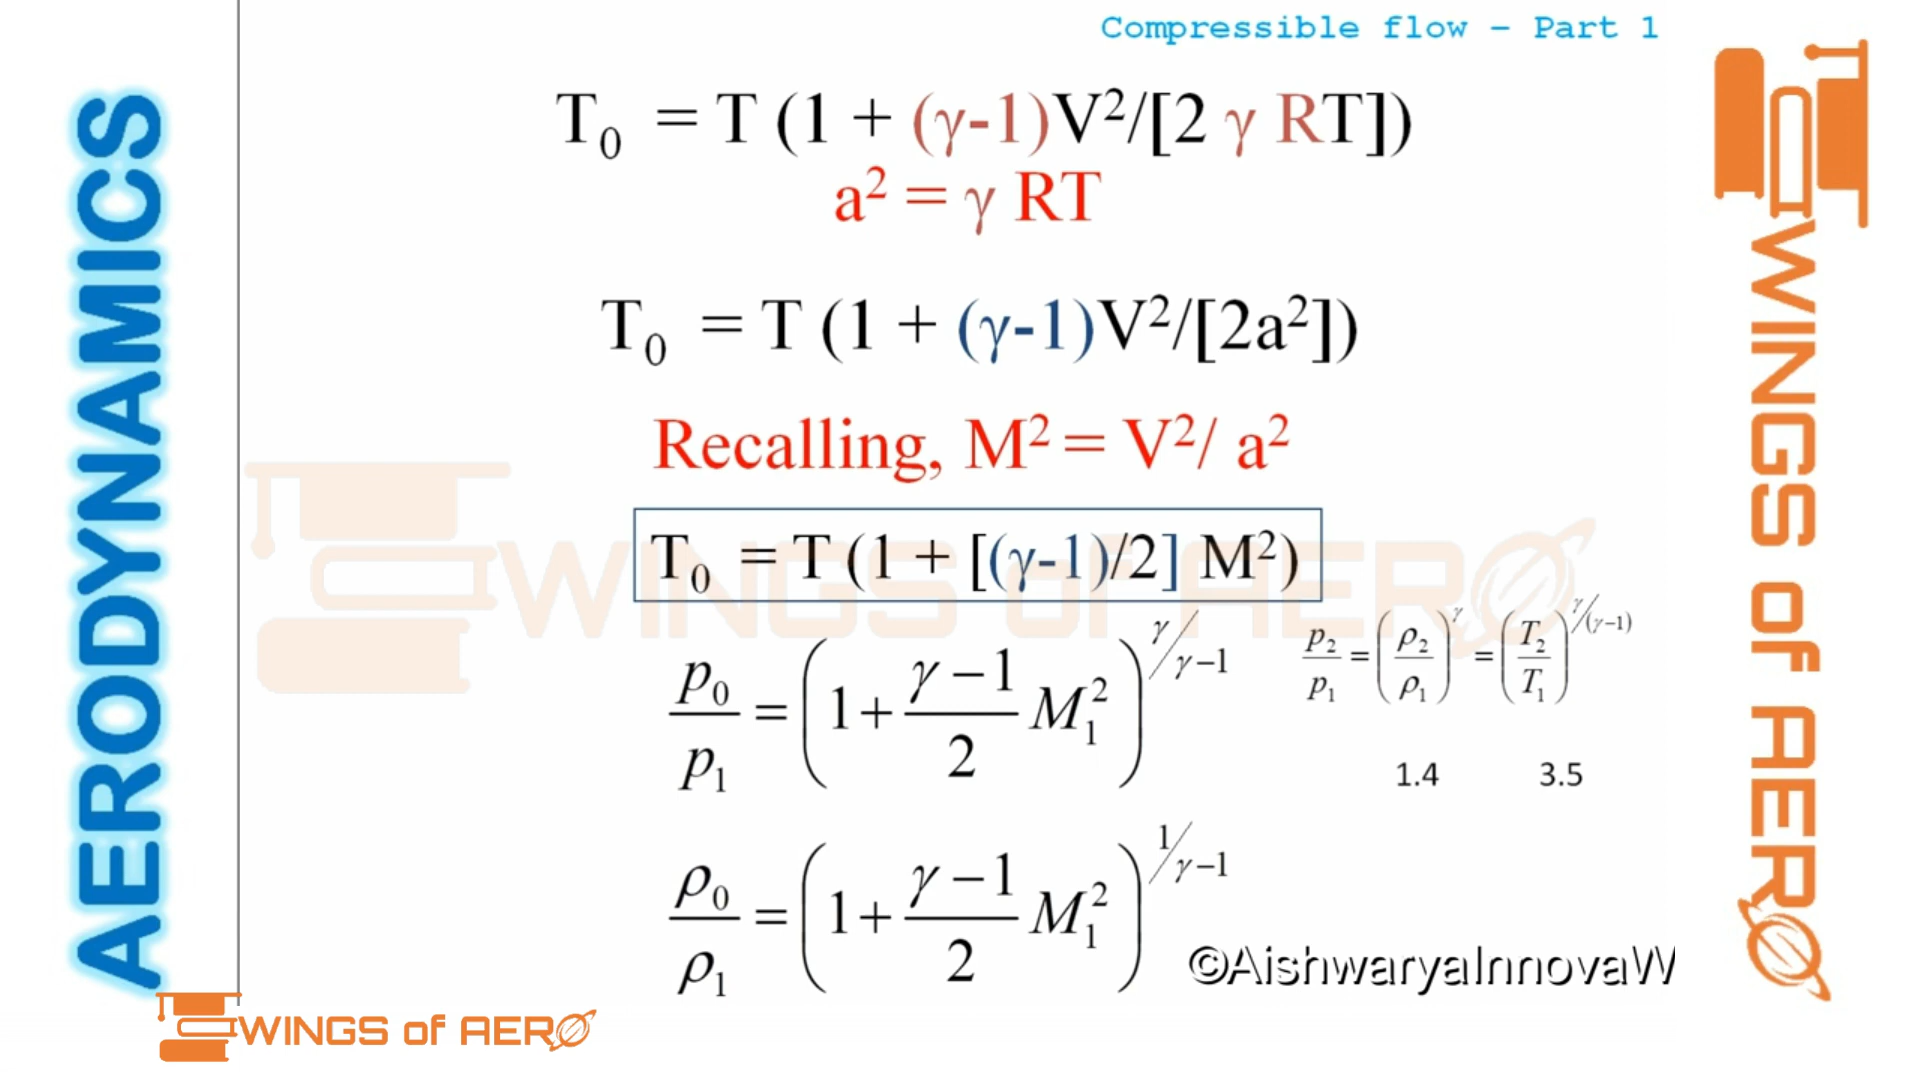 Compressible flow – Part 1
AERODYNAMICS
T₀ = T (1 + (γ-1)V²/[2 γ RT])
a² = γ RT
T₀ = T (1 + (γ-1)V²/[2a²])
Recalling, M² = V²/ a²
T₀ = T (1 + [(γ-1)/2] M²)
p₀/p₁ = (1 + (γ−1)/2 M₁²)^(γ/γ−1)
p₂/p₁ = (ρ₂/ρ₁)^γ = (T₂/T₁)^(γ/(γ−1))
1.4 3.5
ρ₀/ρ₁ = (1 + (γ−1)/2 M₁²)^(1/γ−1)
©AishwaryaInnovaW
WINGS of AERO
WINGS of AERO
WINGS of AERO